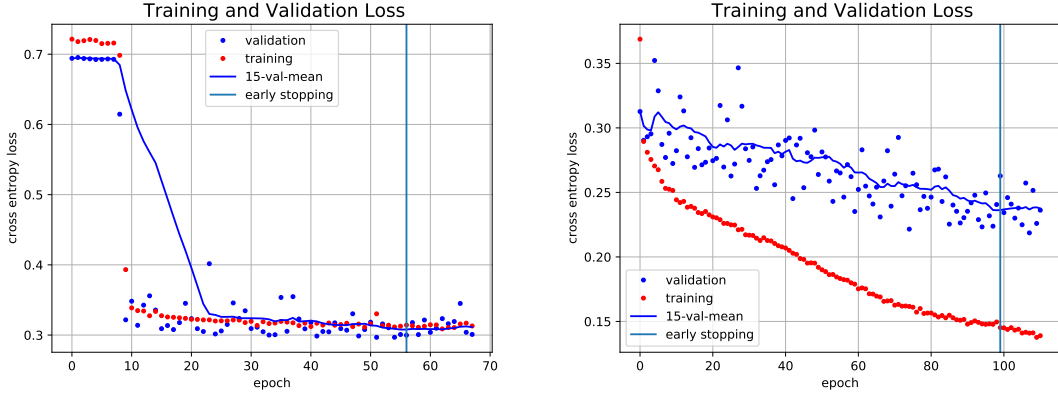 Training and Validation Loss
cross entropy loss
0.7
0.6
0.5
0.4
0.3
validation
training
15-val-mean
early stopping
0
10
20
30
40
50
60
70
epoch
Training and Validation Loss
cross entropy loss
0.35
0.30
0.25
0.20
0.15
validation
training
15-val-mean
early stopping
0
20
40
60
80
100
epoch